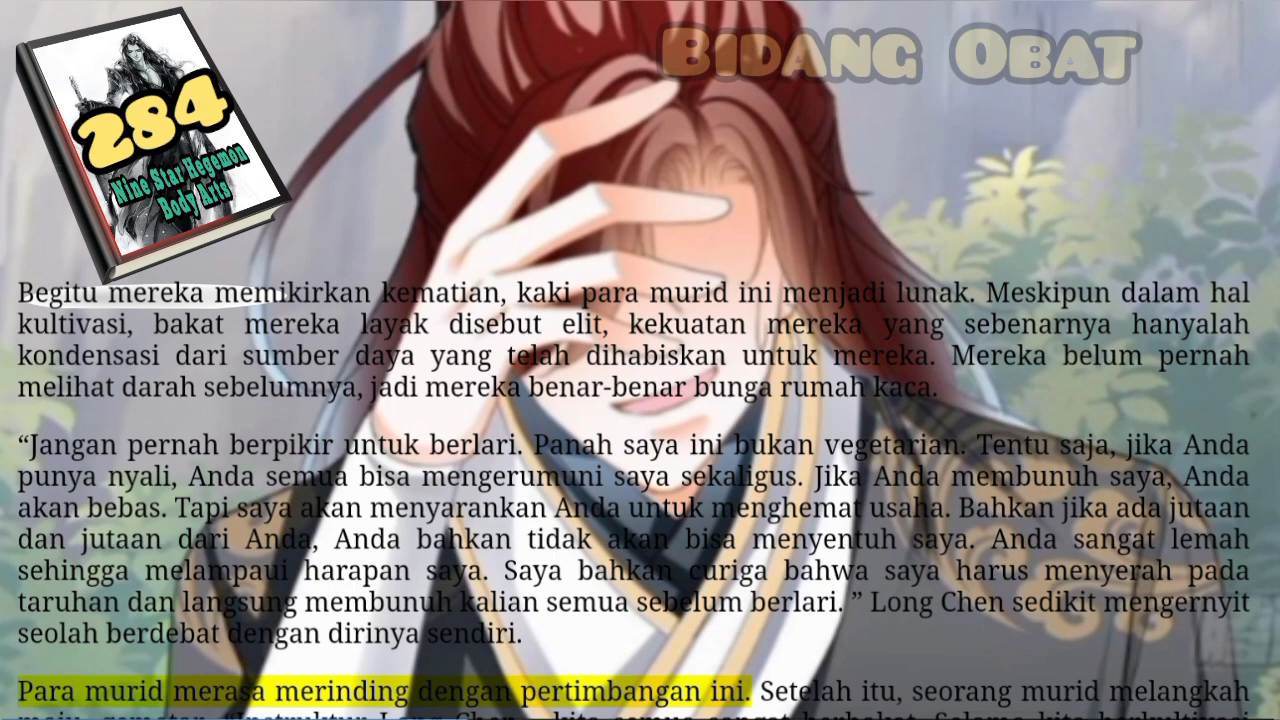 Bidang Obat
284
Nine Star Hegemon
Body Arts
Begitu mereka memikirkan kematian, kaki para murid ini menjadi lunak. Meskipun dalam hal
kultivasi, bakat mereka layak disebut elit, kekuatan mereka yang sebenarnya hanyalah
kondensasi dari sumber daya yang telah dihabiskan untuk mereka. Mereka belum pernah
melihat darah sebelumnya, jadi mereka benar-benar bunga rumah kaca.
“Jangan pernah berpikir untuk berlari. Panah saya ini bukan vegetarian. Tentu saja, jika Anda
punya nyali, Anda semua bisa mengerumuni saya sekaligus. Jika Anda membunuh saya, Anda
akan bebas. Tapi saya akan menyarankan Anda untuk menghemat usaha. Bahkan jika ada jutaan
dan jutaan dari Anda, Anda bahkan tidak akan bisa menyentuh saya. Anda sangat lemah
sehingga melampaui harapan saya. Saya bahkan curiga bahwa saya harus menyerah pada
taruhan dan langsung membunuh kalian semua sebelum berlari. ” Long Chen sedikit mengernyit
seolah berdebat dengan dirinya sendiri.
Para murid merasa merinding dengan pertimbangan ini. Setelah itu, seorang murid melangkah